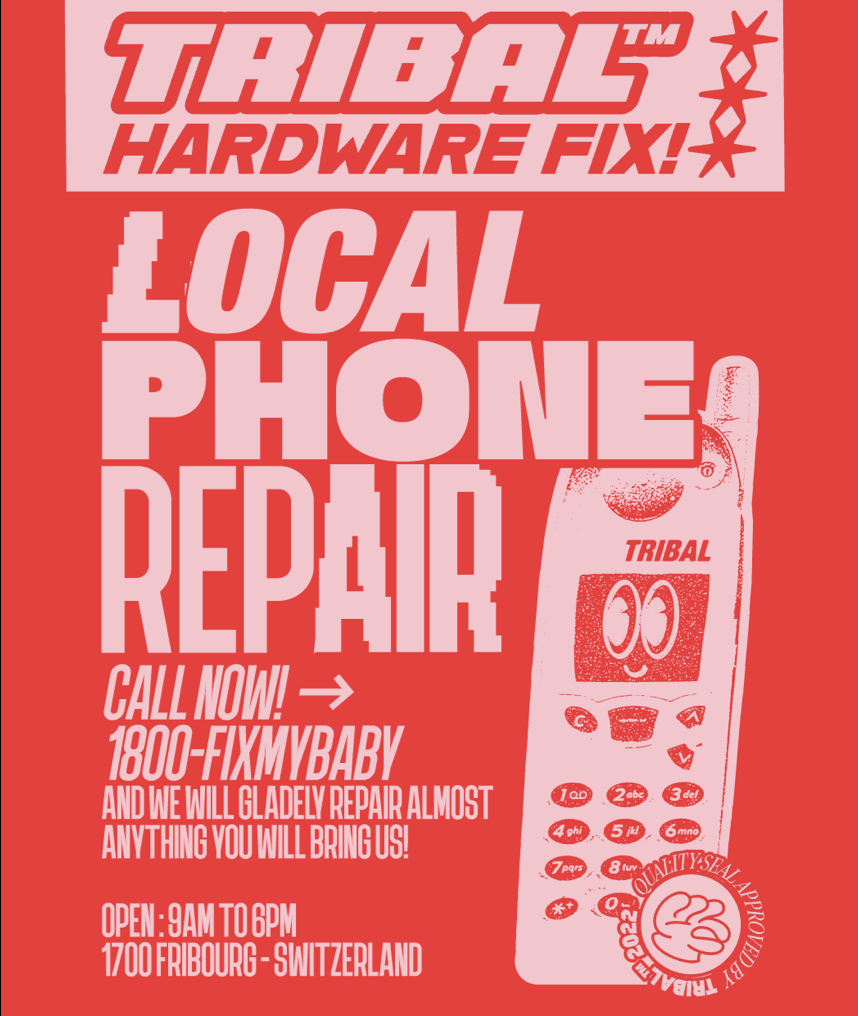 TRIBAL™
HARDWARE FIX!
LOCAL
PHONE
REPAIR
TRIBAL
CALL NOW! →
1800-FIXMYBABY
AND WE WILL GLADELY REPAIR ALMOST
ANYTHING YOU WILL BRING US!
C
1 2abc 3def
4ghi 5jkl 6mno
7pqrs 8tuv
*+ 0
QUALITY SEAL APPROVED BY TRIBAL™ 2022!
OPEN : 9AM TO 6PM
1700 FRIBOURG - SWITZERLAND